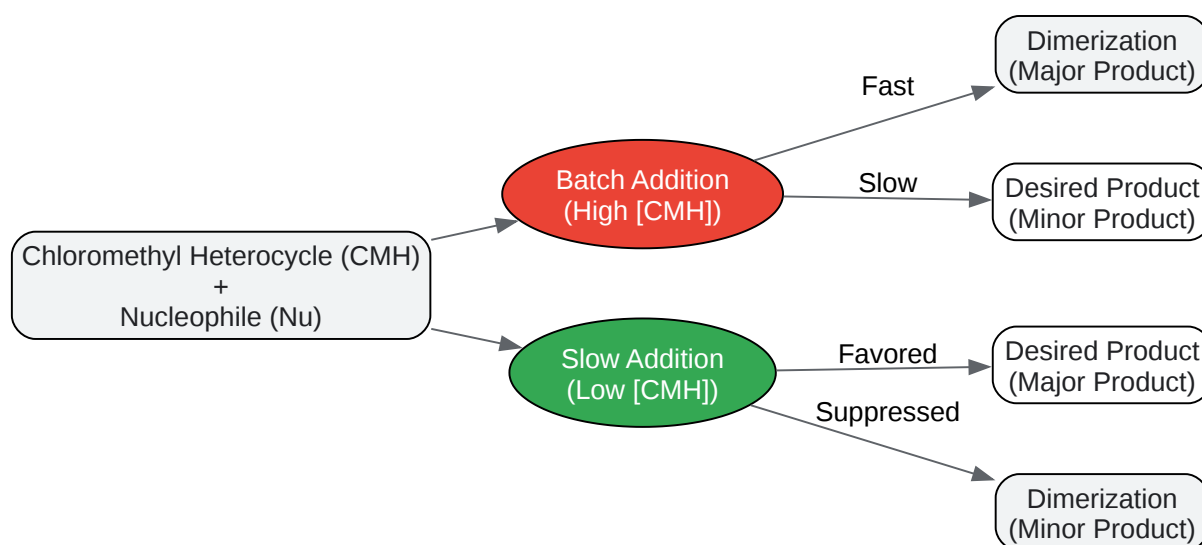 Chloromethyl Heterocycle (CMH)
+
Nucleophile (Nu)
Batch Addition
(High [CMH])
Slow Addition
(Low [CMH])
Fast
Slow
Favored
Suppressed
Dimerization
(Major Product)
Desired Product
(Minor Product)
Desired Product
(Major Product)
Dimerization
(Minor Product)